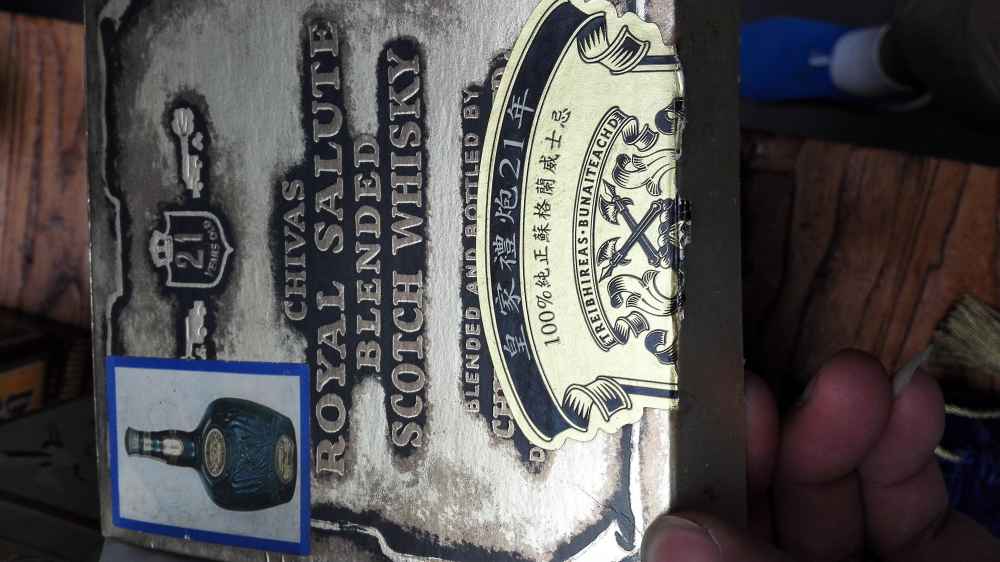 21
YEARS OLD
CHIVAS
ROYAL SALUTE
BLENDED
SCOTCH WHISKY
BLENDED AND BOTTLED BY
皇家禮炮21年
100%純正蘇格蘭威士忌
TREIBHIREAS·BUNAITEACHD